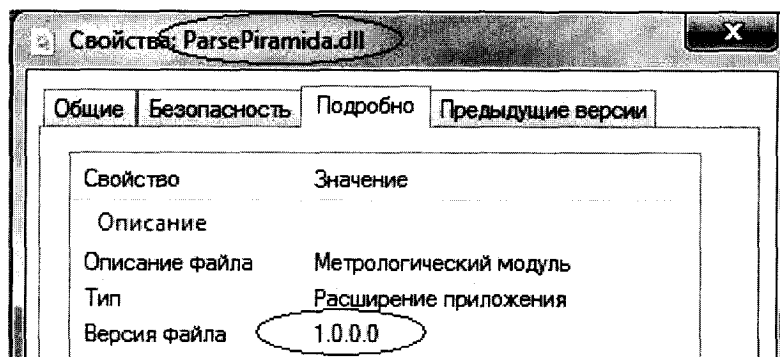 Свойства: ParsePiramida.dll
X
Общие Безопасность Подробно Предыдущие версии
Свойство Значение
Описание
Описание файла Метрологический модуль
Тип Расширение приложения
Версия файла 1.0.0.0